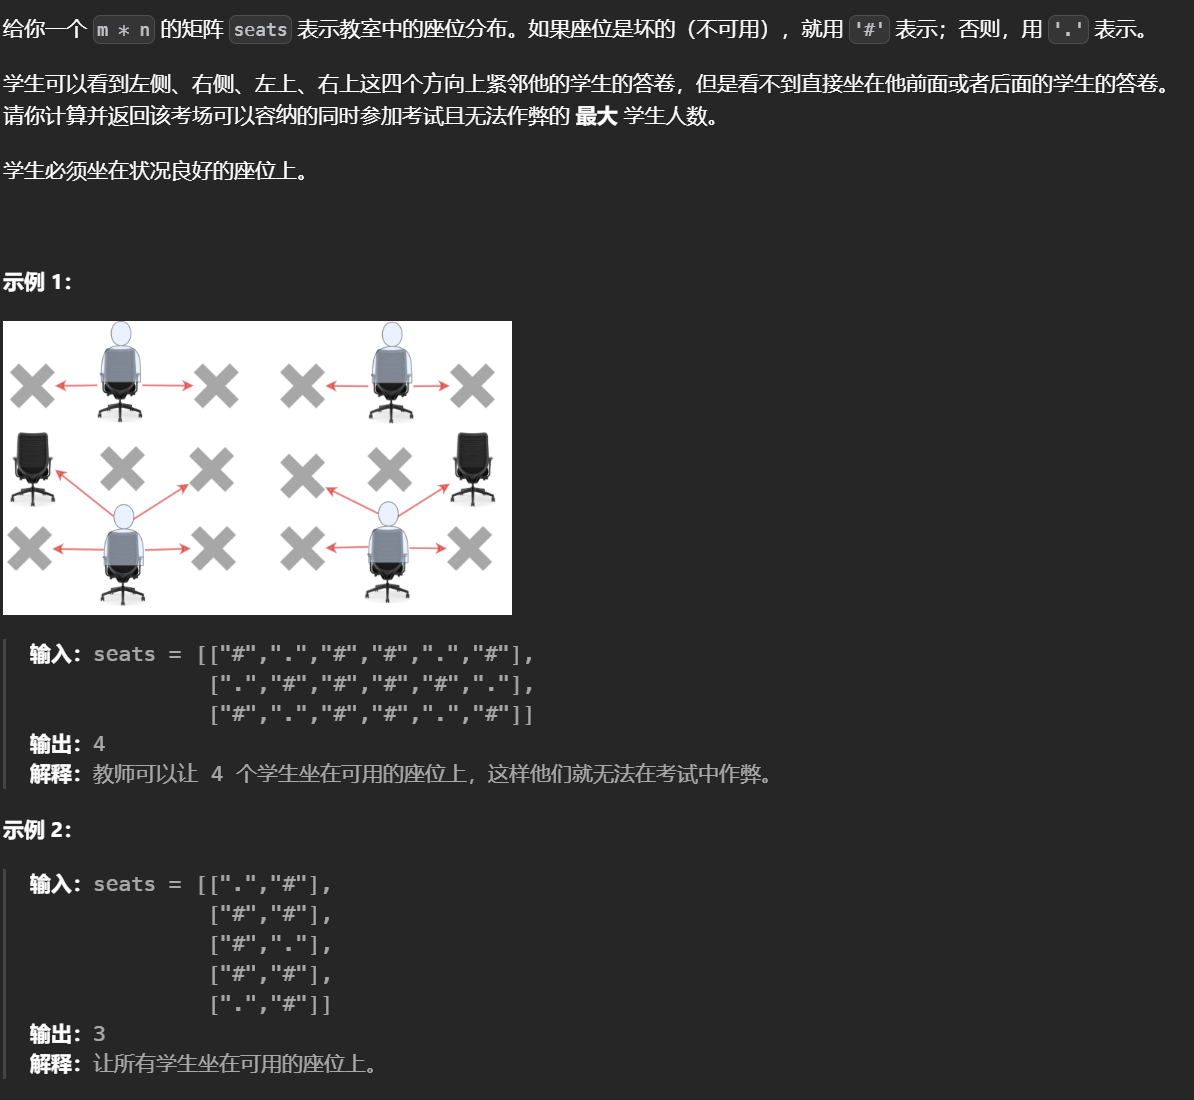 给你一个 m * n 的矩阵 seats 表示教室中的座位分布。如果座位是坏的（不可用），就用 '#' 表示；否则，用 '.' 表示。
学生可以看到左侧、右侧、左上、右上这四个方向上紧邻他的学生的答卷，但是看不到直接坐在他前面或者后面的学生的答卷。
请你计算并返回该考场可以容纳的同时参加考试且无法作弊的 最大 学生人数。
学生必须坐在状况良好的座位上。
示例 1：
输入：seats = [["#",".","#","#",".","#"],
[".","#","#","#","#","."],
["#",".","#","#",".","#"]]
输出：4
解释：教师可以让 4 个学生坐在可用的座位上，这样他们就无法在考试中作弊。
示例 2：
输入：seats = [[".","#"],
["#","#"],
["#","."],
["#","#"],
[".","#"]]
输出：3
解释：让所有学生坐在可用的座位上。